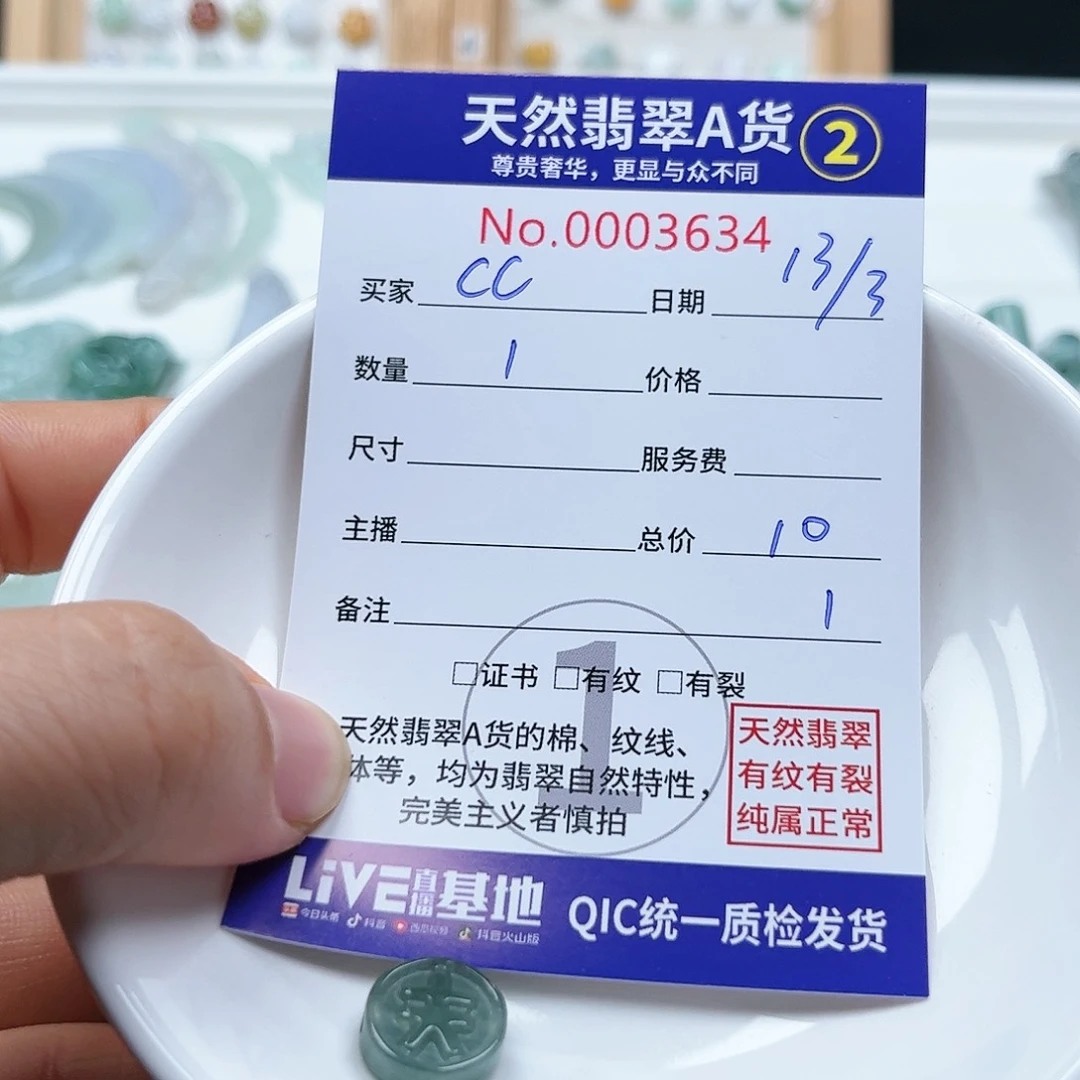 天然翡翠A货 2
尊贵奢华，更显与众不同
No.0003634
买家 CC 日期 13/3
数量 1 价格
尺寸 服务费
主播 总价 10
备注 1
□证书 □有纹 □有裂
1
天然翡翠A货的棉、纹线、
体等，均为翡翠自然特性，
完美主义者慎拍
天然翡翠
有纹有裂
纯属正常
LiVE直播基地
今日头条 抖音 西瓜视频 抖音火山版
QIC统一质检发货